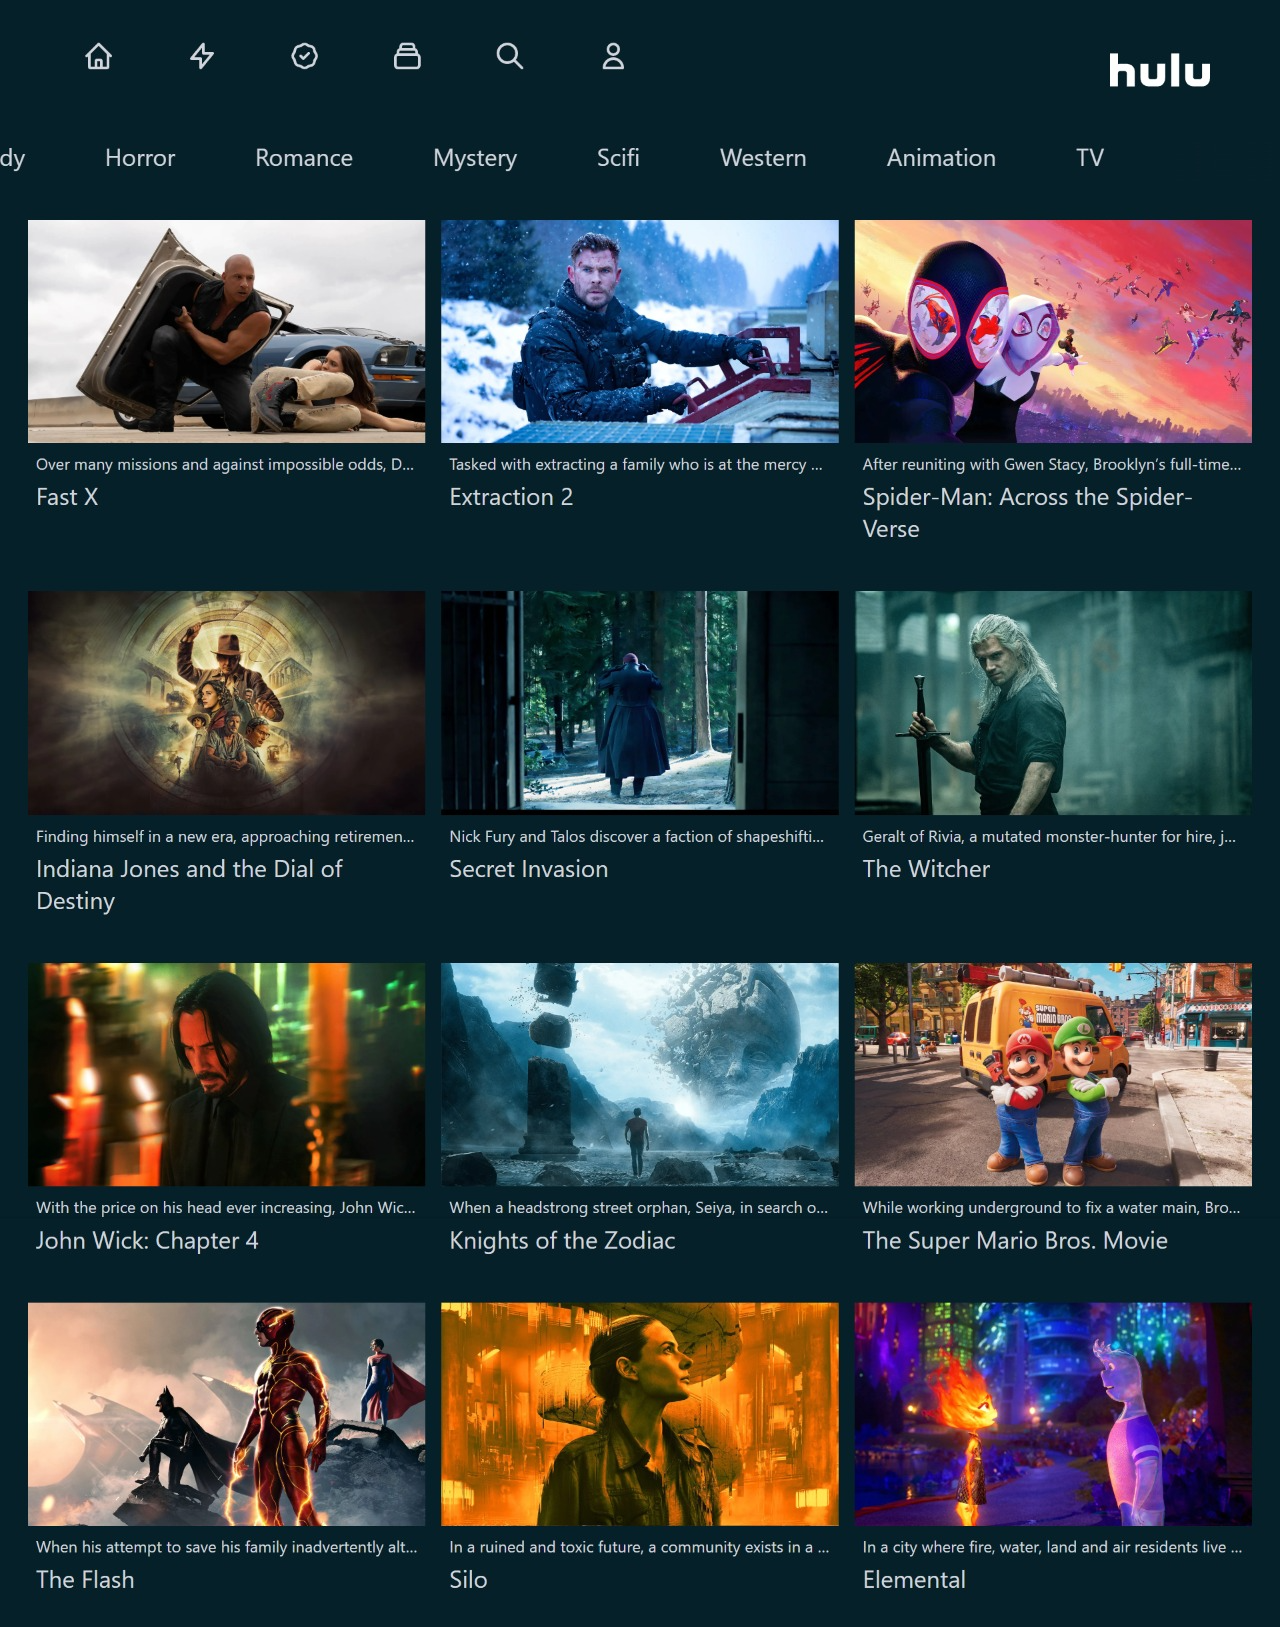 hulu
dy
Horror
Romance
Mystery
Scifi
Western
Animation
TV
Over many missions and against impossible odds, D...
Fast X
Tasked with extracting a family who is at the mercy ...
Extraction 2
After reuniting with Gwen Stacy, Brooklyn’s full-time...
Spider-Man: Across the Spider-
Verse
Finding himself in a new era, approaching retiremen...
Indiana Jones and the Dial of
Destiny
Nick Fury and Talos discover a faction of shapeshifti...
Secret Invasion
Geralt of Rivia, a mutated monster-hunter for hire, j...
The Witcher
SUPER
MARIO BROS
With the price on his head ever increasing, John Wic...
John Wick: Chapter 4
When a headstrong street orphan, Seiya, in search o...
Knights of the Zodiac
While working underground to fix a water main, Bro...
The Super Mario Bros. Movie
When his attempt to save his family inadvertently alt...
The Flash
In a ruined and toxic future, a community exists in a ...
Silo
In a city where fire, water, land and air residents live ...
Elemental